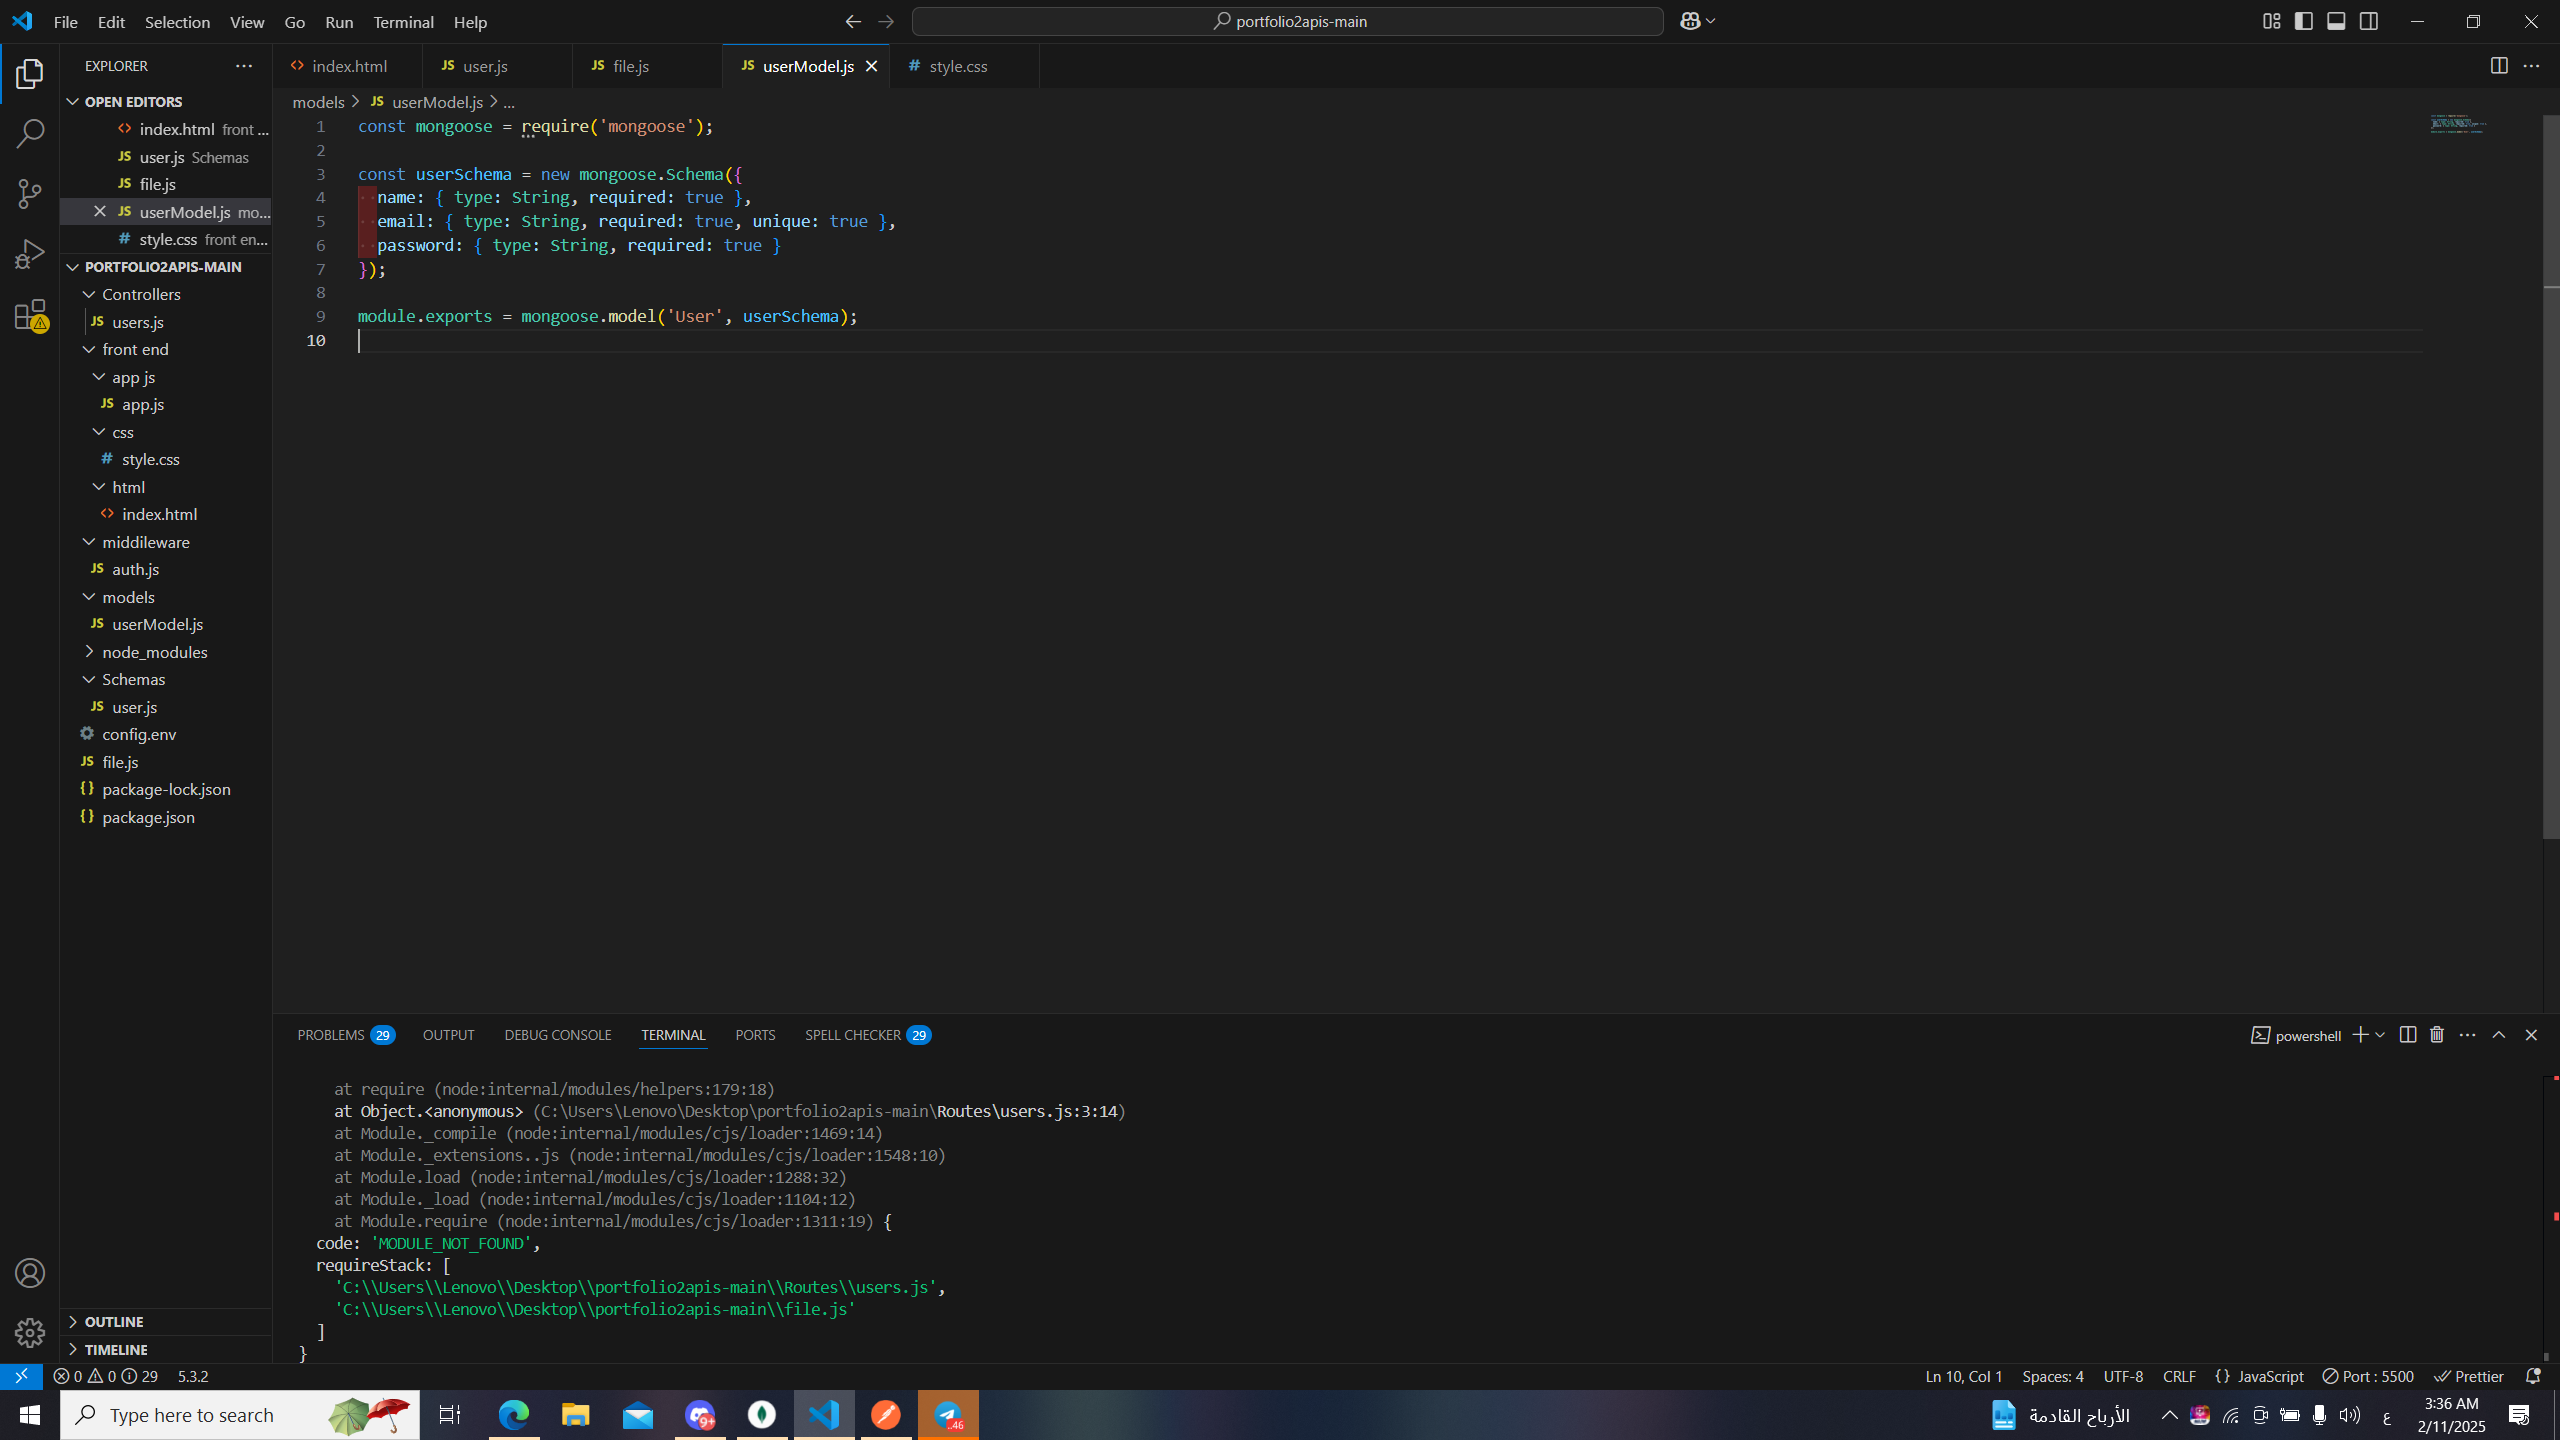 File Edit Selection View Go Run Terminal Help
portfolio2apis-main
EXPLORER
OPEN EDITORS
index.html front ...
user.js Schemas
file.js
userModel.js mo...
style.css front en...
PORTFOLIO2APIS-MAIN
Controllers
users.js
front end
app js
app.js
css
style.css
html
index.html
middileware
auth.js
models
userModel.js
node_modules
Schemas
user.js
config.env
file.js
package-lock.json
package.json
OUTLINE
TIMELINE
index.html user.js file.js userModel.js style.css
models > userModel.js > ...
1 const mongoose = require('mongoose');
2
3 const userSchema = new mongoose.Schema({
4 name: { type: String, required: true },
5 email: { type: String, required: true, unique: true },
6 password: { type: String, required: true }
7 });
8
9 module.exports = mongoose.model('User', userSchema);
10
PROBLEMS 29 OUTPUT DEBUG CONSOLE TERMINAL PORTS SPELL CHECKER 29
powershell
at require (node:internal/modules/helpers:179:18)
at Object.<anonymous> (C:\Users\Lenovo\Desktop\portfolio2apis-main\Routes\users.js:3:14)
at Module._compile (node:internal/modules/cjs/loader:1469:14)
at Module._extensions..js (node:internal/modules/cjs/loader:1548:10)
at Module.load (node:internal/modules/cjs/loader:1288:32)
at Module._load (node:internal/modules/cjs/loader:1104:12)
at Module.require (node:internal/modules/cjs/loader:1311:19) {
code: 'MODULE_NOT_FOUND',
requireStack: [
'C:\\Users\\Lenovo\\Desktop\\portfolio2apis-main\\Routes\\users.js',
'C:\\Users\\Lenovo\\Desktop\\portfolio2apis-main\\file.js'
]
}
0 0 29 5.3.2
Ln 10, Col 1 Spaces: 4 UTF-8 CRLF {} JavaScript Port : 5500 Prettier
Type here to search
9+
..46
الأرباح القادمة
ع
3:36 AM
2/11/2025